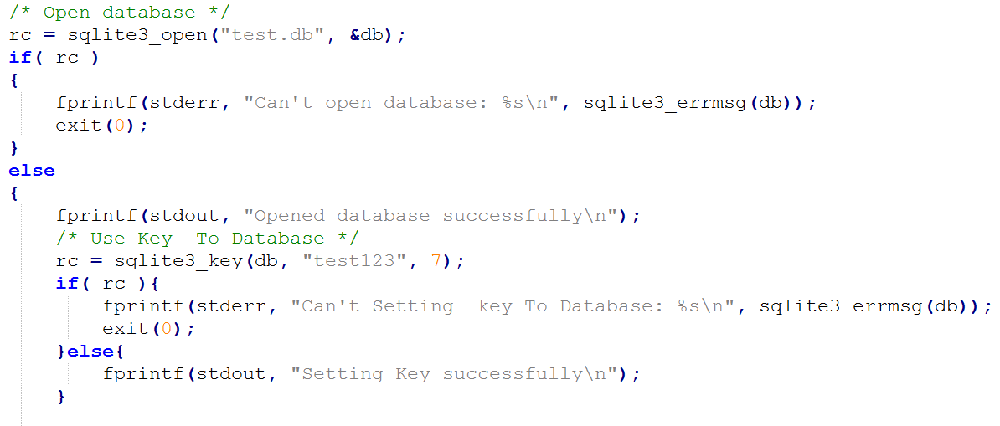 /* Open database */
rc = sqlite3_open("test.db", &db);
if( rc )
{
    fprintf(stderr, "Can't open database: %s\n", sqlite3_errmsg(db));
    exit(0);
}
else
{
    fprintf(stdout, "Opened database successfully\n");
    /* Use Key  To Database */
    rc = sqlite3_key(db, "test123", 7);
    if( rc ){
        fprintf(stderr, "Can't Setting  key To Database: %s\n", sqlite3_errmsg(db));
        exit(0);
    }else{
        fprintf(stdout, "Setting Key successfully\n");
    }